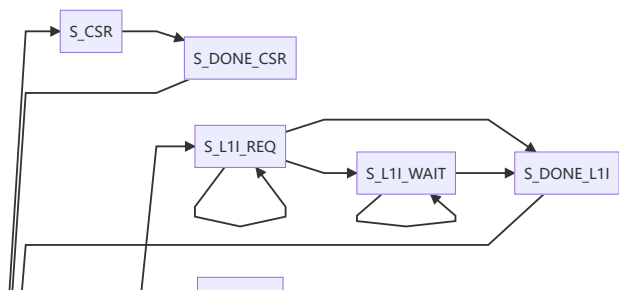 S_CSR
S_DONE_CSR
S_L1I_REQ
S_L1I_WAIT
S_DONE_L1I